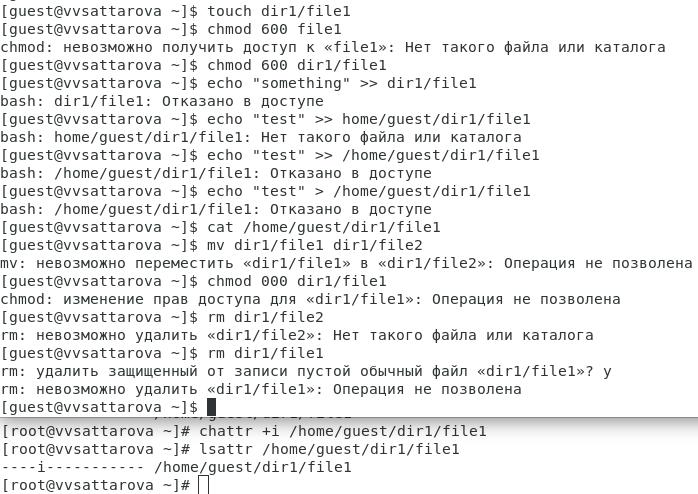 [guest@vvsattarova ~]$ touch dir1/file1
[guest@vvsattarova ~]$ chmod 600 file1
chmod: невозможно получить доступ к «file1»: Нет такого файла или каталога
[guest@vvsattarova ~]$ chmod 600 dir1/file1
[guest@vvsattarova ~]$ echo "something" >> dir1/file1
bash: dir1/file1: Отказано в доступе
[guest@vvsattarova ~]$ echo "test" >> home/guest/dir1/file1
bash: home/guest/dir1/file1: Нет такого файла или каталога
[guest@vvsattarova ~]$ echo "test" >> /home/guest/dir1/file1
bash: /home/guest/dir1/file1: Отказано в доступе
[guest@vvsattarova ~]$ echo "test" > /home/guest/dir1/file1
bash: /home/guest/dir1/file1: Отказано в доступе
[guest@vvsattarova ~]$ cat /home/guest/dir1/file1
[guest@vvsattarova ~]$ mv dir1/file1 dir1/file2
mv: невозможно переместить «dir1/file1» в «dir1/file2»: Операция не позволена
[guest@vvsattarova ~]$ chmod 000 dir1/file1
chmod: изменение прав доступа для «dir1/file1»: Операция не позволена
[guest@vvsattarova ~]$ rm dir1/file2
rm: невозможно удалить «dir1/file2»: Нет такого файла или каталога
[guest@vvsattarova ~]$ rm dir1/file1
rm: удалить защищенный от записи пустой обычный файл «dir1/file1»? y
rm: невозможно удалить «dir1/file1»: Операция не позволена
[guest@vvsattarova ~]$
[root@vvsattarova ~]# chattr +i /home/guest/dir1/file1
[root@vvsattarova ~]# lsattr /home/guest/dir1/file1
----i----------- /home/guest/dir1/file1
[root@vvsattarova ~]#